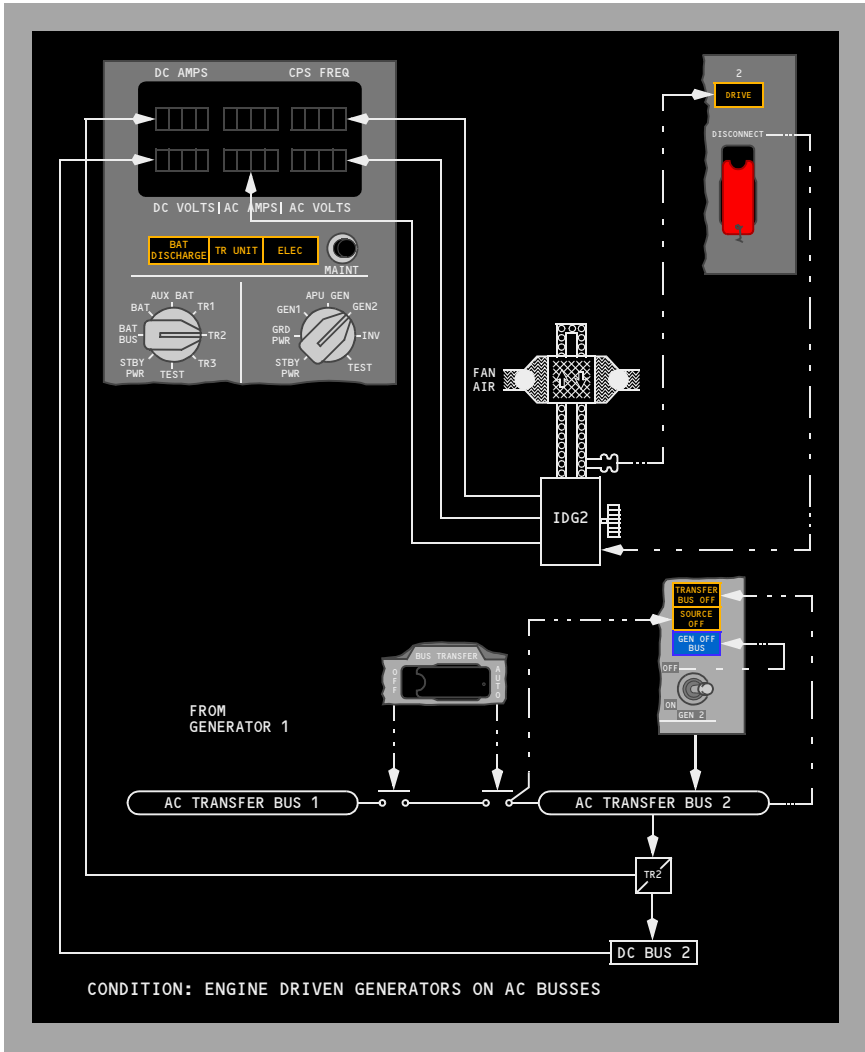 DC AMPS
CPS FREQ
DC VOLTS
AC AMPS
AC VOLTS
BAT
DISCHARGE
TR UNIT
ELEC
MAINT
AUX BAT
BAT
TR1
BAT
BUS
TR2
STBY
PWR
TEST
TR3
APU GEN
GEN1
GEN2
GRD
PWR
INV
STBY
PWR
TEST
2
DRIVE
DISCONNECT
FAN
AIR
IDG2
TRANSFER
BUS OFF
SOURCE
OFF
GEN OFF
BUS
OFF
ON
GEN 2
BUS TRANSFER
OFF
AUTO
FROM
GENERATOR 1
AC TRANSFER BUS 1
AC TRANSFER BUS 2
TR2
DC BUS 2
CONDITION: ENGINE DRIVEN GENERATORS ON AC BUSSES